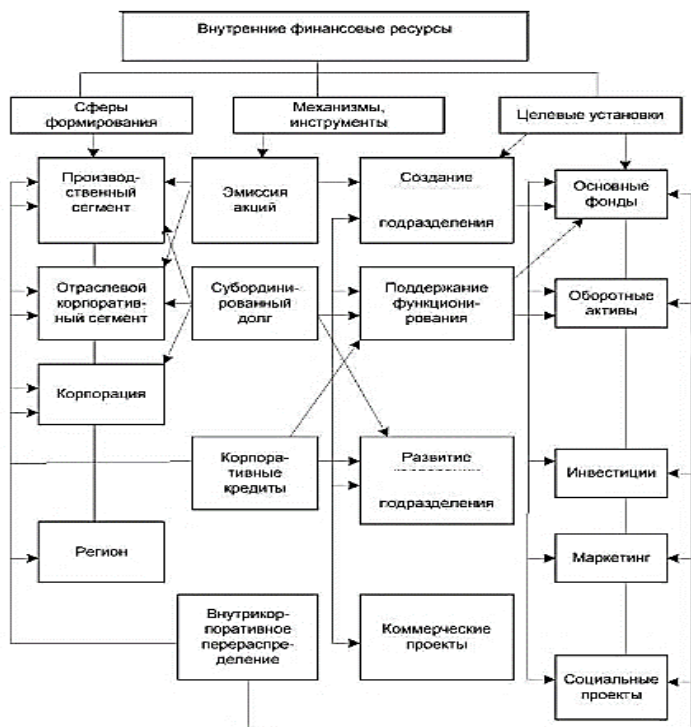 Внутренние финансовые ресурсы
Сферы
формирования
Механизмы,
инструменты
Целевые установки
Производ-
ственный
сегмент
Эмиссия
акций
Создание
подразделения
Основные
фонды
Отраслевой
корпоратив-
ный сегмент
Субордини-
рованный
долг
Поддержание
функциони-
рования
Оборотные
активы
Корпорация
Корпора-
тивные
кредиты
Развитие
подразделения
Инвестиции
Регион
Маркетинг
Внутрикор-
поративное
перераспре-
деление
Коммерческие
проекты
Социальные
проекты